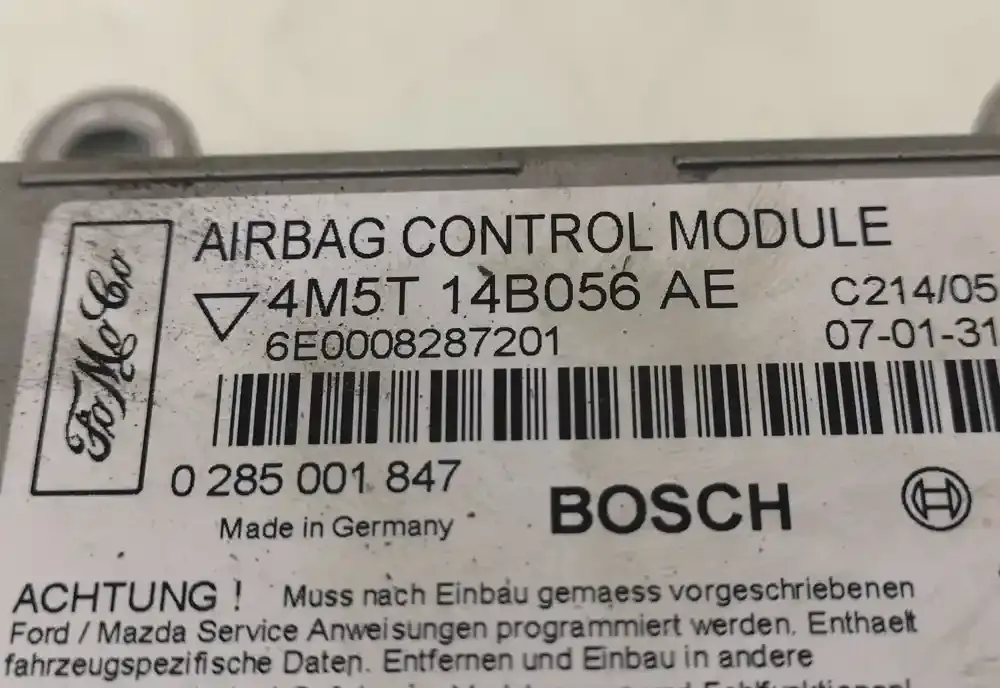 FoMoCo
AIRBAG CONTROL MODULE
4M5T 14B056 AE
C214/05
6E0008287201
07-01-31
0 285 001 847
Made in Germany
BOSCH
ACHTUNG ! Muss nach Einbau gemaess vorgeschriebenen
Ford / Mazda Service Anweisungen programmiert werden. Enthaelt
fahrzeugspezifische Daten. Entfernen und Einbau in andere